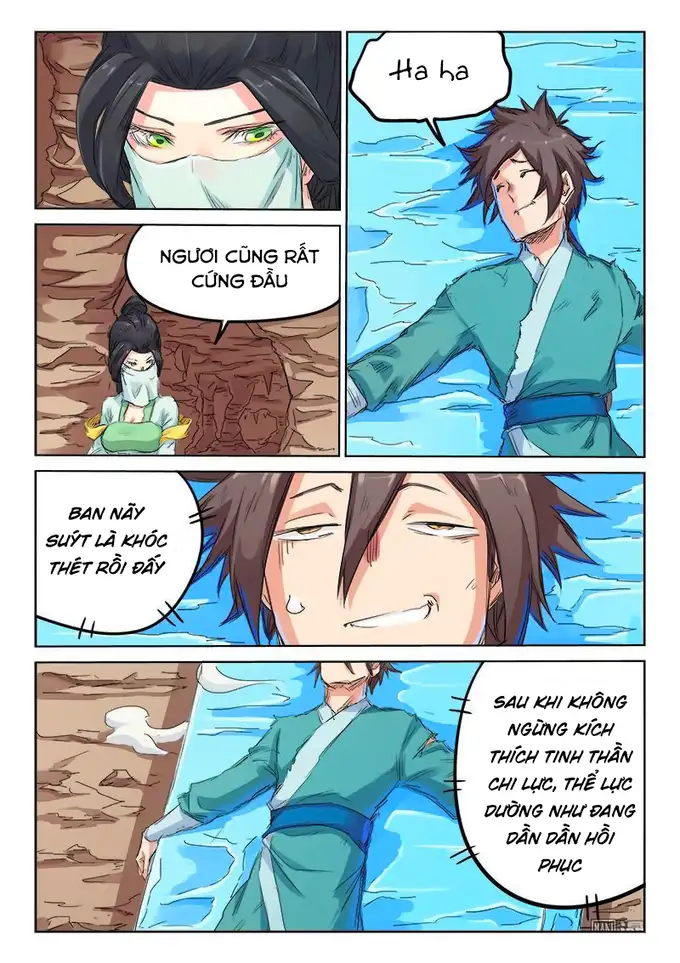 Ha ha
NGƯƠI CŨNG RẤT
CỨNG ĐẦU
BAN NÃY
SUÝT LÀ KHÓC
THÉT RỒI ĐẤY
SAU KHI KHÔNG
NGỪNG KÍCH
THÍCH TINH THẦN
CHI LỰC, THỂ LỰC
DƯỜNG NHƯ ĐANG
DẦN DẦN HỒI
PHỤC